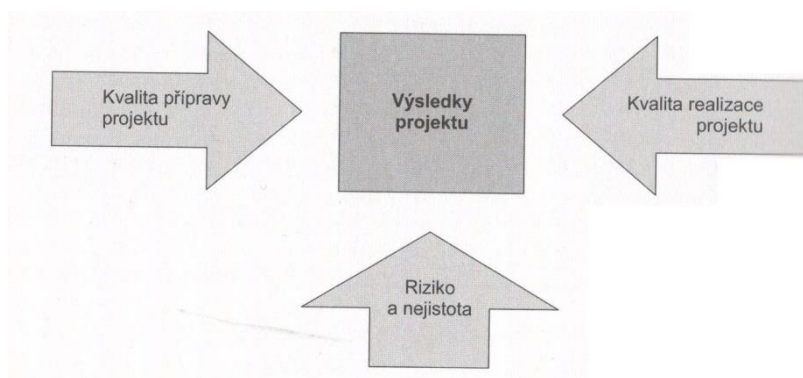 Kvalita přípravy
projektu
Výsledky
projektu
Kvalita realizace
projektu
Riziko
a nejistota